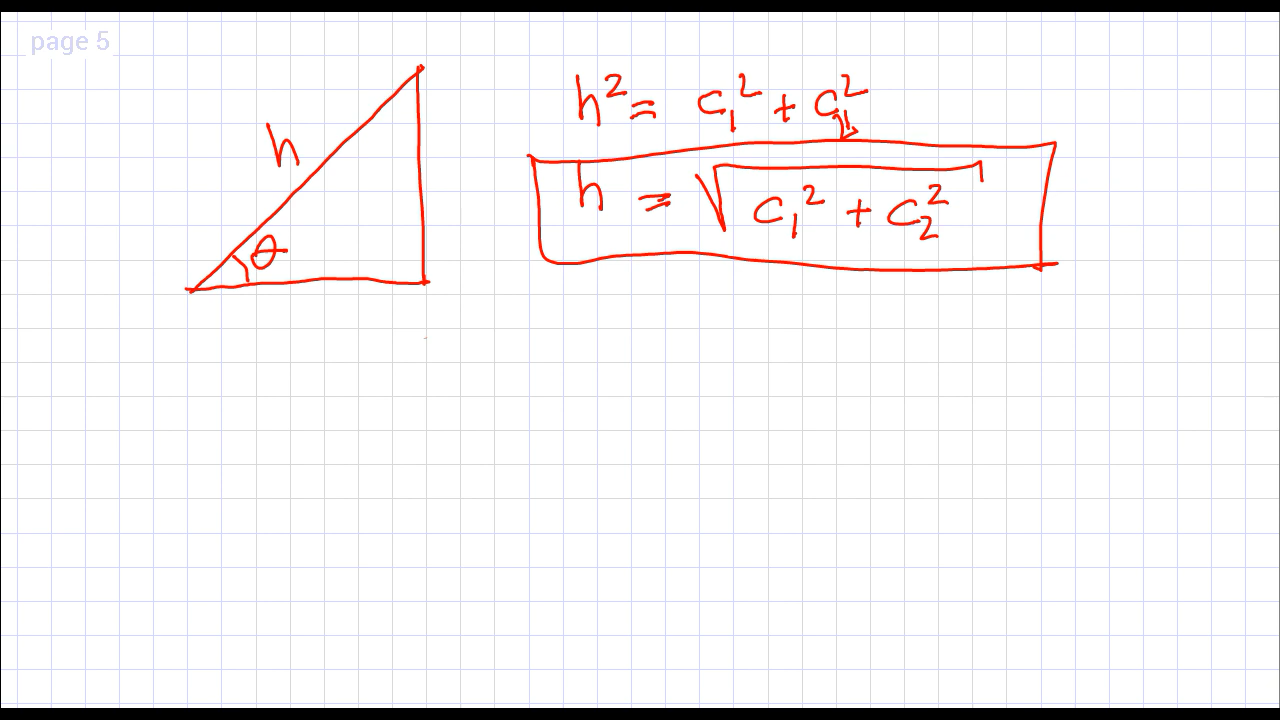 page 5
h² = c₁² + c₂²
h
h = √(c₁² + c₂²)
θ